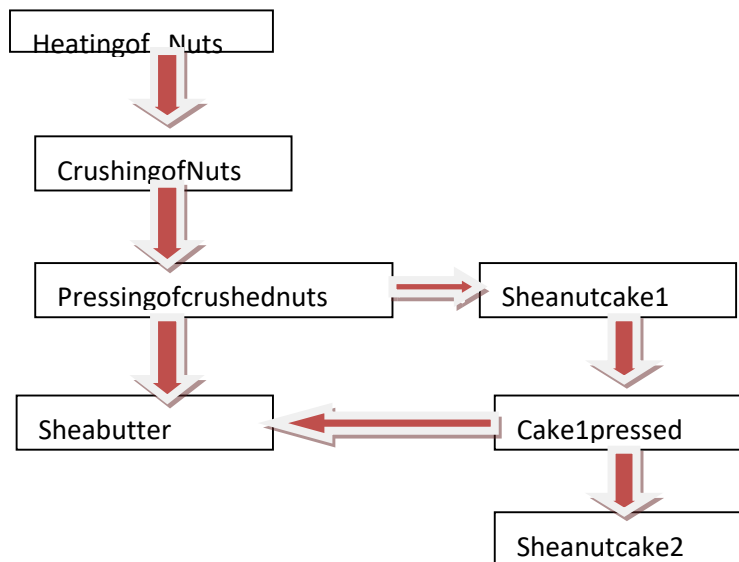 Heatingof Nuts
CrushingofNuts
Pressingofcrushednuts
Sheanutcake1
Sheabutter
Cake1pressed
Sheanutcake2